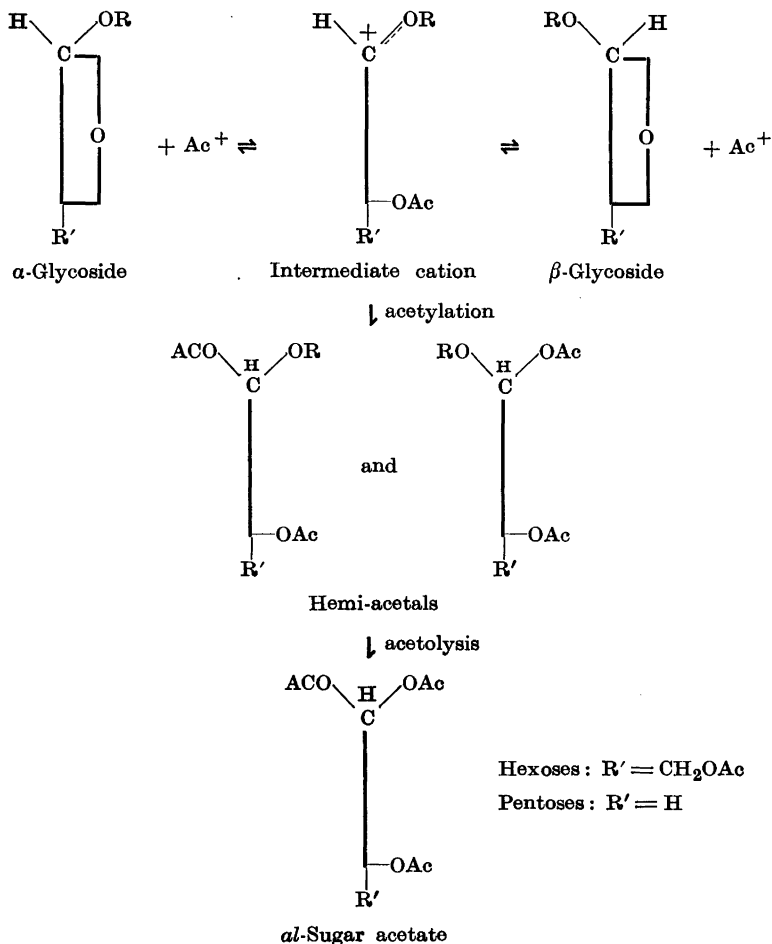 H OR H + OR RO H
C C C
O + Ac+ ⇌ ⇌ O + Ac+
OAc
R′ R′ R′
α-Glycoside Intermediate cation β-Glycoside
acetylation
ACO H OR RO H OAc
C C
and
OAc OAc
R′ R′
Hemi-acetals
acetolysis
ACO H OAc
C
Hexoses: R′ = CH2OAc
Pentoses: R′ = H
OAc
R′
al-Sugar acetate